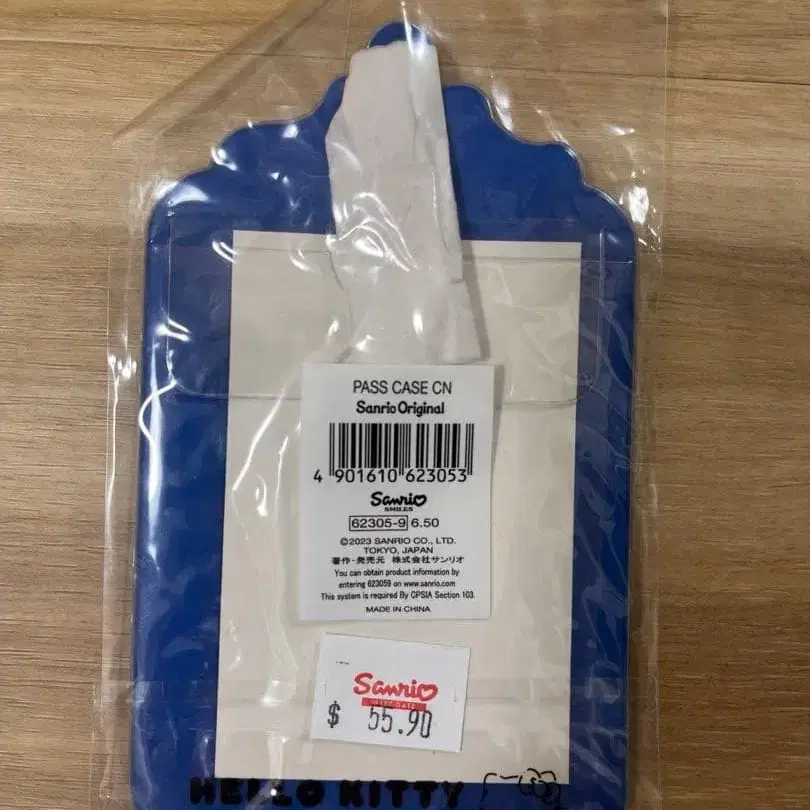 PASS CASE CN
Sanrio Original
4 901610 623053
Sanrio
SMILES
62305-9 6.50
©2023 SANRIO CO., LTD.
TOKYO, JAPAN
著作・発売元 株式会社サンリオ
You can obtain product information by
entering 623059 on www.sanrio.com
This system is required By CPSIA Section 103.
MADE IN CHINA
Sanrio
GIFT GATE
$ 55.90
HELLO KITTY